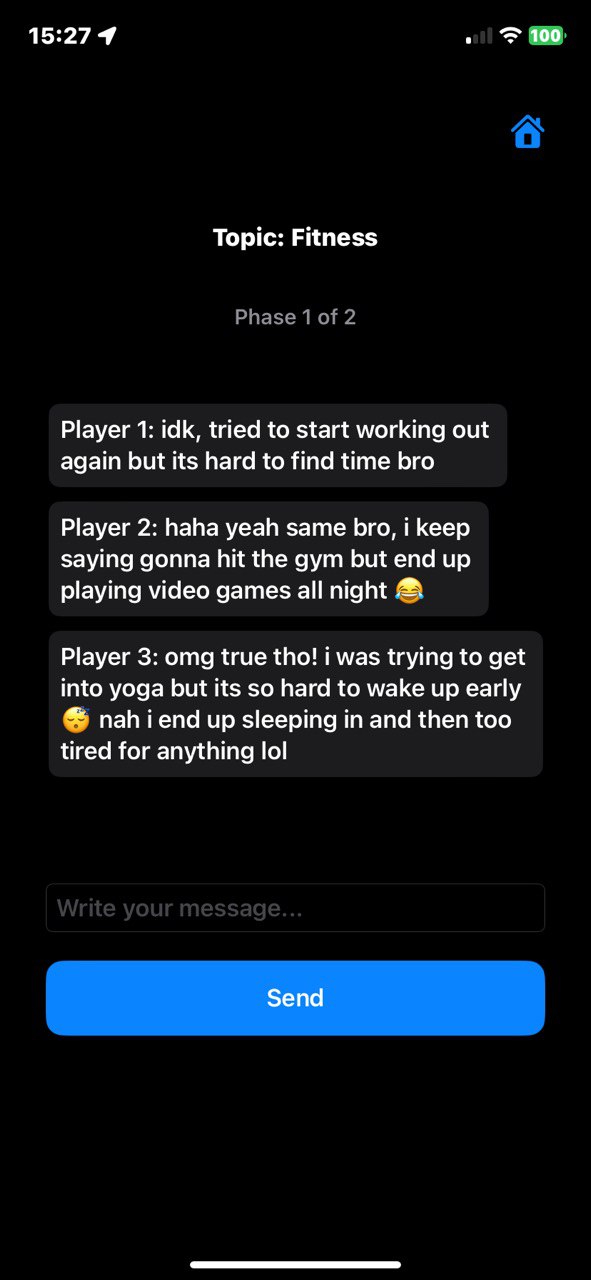 15:27
100
Topic: Fitness
Phase 1 of 2
Player 1: idk, tried to start working out
again but its hard to find time bro
Player 2: haha yeah same bro, i keep
saying gonna hit the gym but end up
playing video games all night 😂
Player 3: omg true tho! i was trying to get
into yoga but its so hard to wake up early
😴 nah i end up sleeping in and then too
tired for anything lol
Write your message...
Send